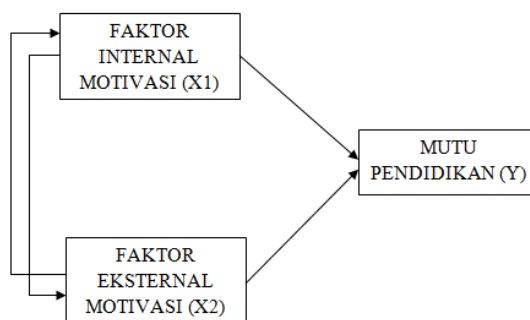 FAKTOR
INTERNAL
MOTIVASI (X1)
MUTU
PENDIDIKAN (Y)
FAKTOR
EKSTERNAL
MOTIVASI (X2)